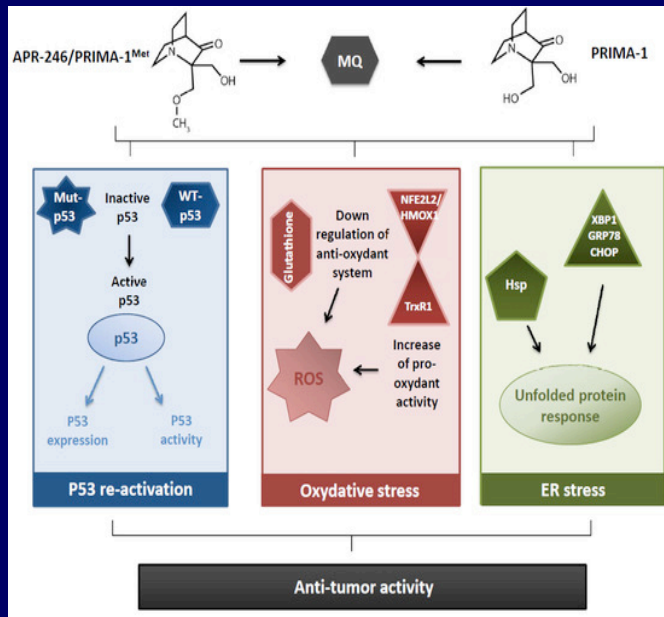 APR-246/PRIMA-1Met
N
O
OH
O
CH3
MQ
N
O
OH
HO
PRIMA-1
Mut-
p53
Inactive
p53
WT-
p53
Active
p53
p53
P53
expression
P53
activity
P53 re-activation
Glutathione
Down
regulation of
anti-oxydant
system
NFE2L2/
HMOX1
TrxR1
ROS
Increase of
pro-
oxydant
activity
Oxydative stress
Hsp
XBP1
GRP78
CHOP
Unfolded protein
response
ER stress
Anti-tumor activity